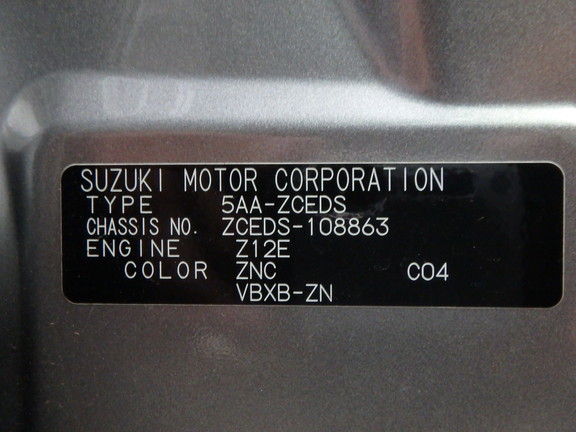 SUZUKI MOTOR CORPORATION
TYPE 5AA-ZCEDS
CHASSIS NO. ZCEDS-108863
ENGINE Z12E
COLOR ZNC C04
VBXB-ZN